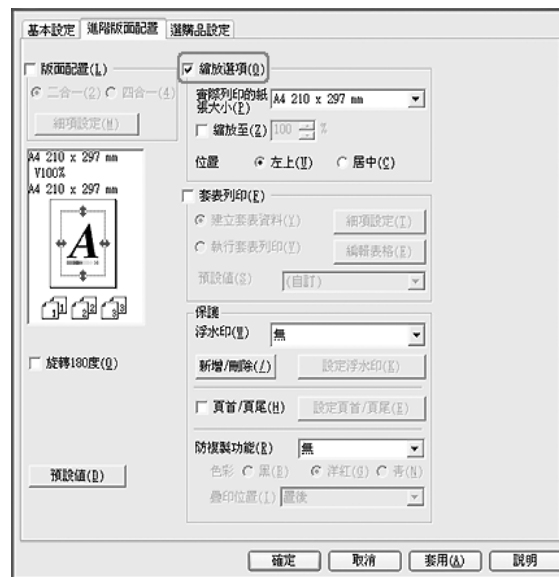 基本設定 進階版面配置 選購品設定
版面配置(L)
二合一(2) 四合一(4)
細項設定(M)
A4 210 x 297 mm
V100%
A4 210 x 297 mm
A
1 1 2 2 3 3
旋轉180度(0)
預設值(D)
縮放選項(O)
實際列印的紙
張大小(P)
A4 210 x 297 mm
縮放至(Z) 100 %
位置 左上(U) 居中(C)
套表列印(E)
建立套表資料(Y) 細項設定(T)
執行套表列印(V) 編輯表格(E)
預設值(S) (自訂)
保護
浮水印(W) 無
新增/刪除(/) 設定浮水印(K)
頁首/頁尾(H) 設定頁首/頁尾(E)
防複製功能(R) 無
色彩 黑(B) 洋紅(G) 青(N)
疊印位置(I) 置後
確定 取消 套用(A) 說明